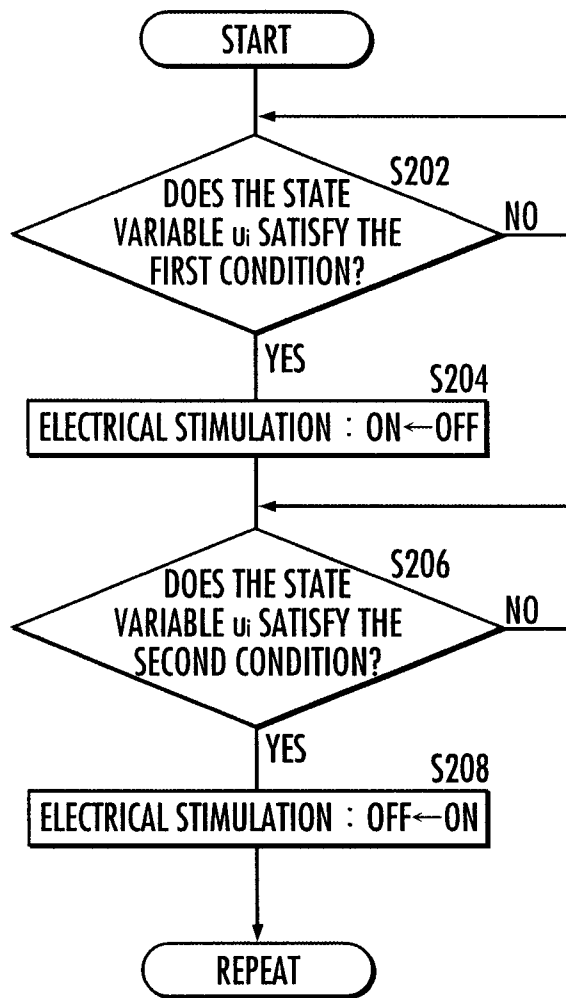 START
S202
DOES THE STATE
VARIABLE ui SATISFY THE
FIRST CONDITION?
NO
YES
S204
ELECTRICAL STIMULATION : ON←OFF
S206
DOES THE STATE
VARIABLE ui SATISFY THE
SECOND CONDITION?
NO
YES
S208
ELECTRICAL STIMULATION : OFF←ON
REPEAT